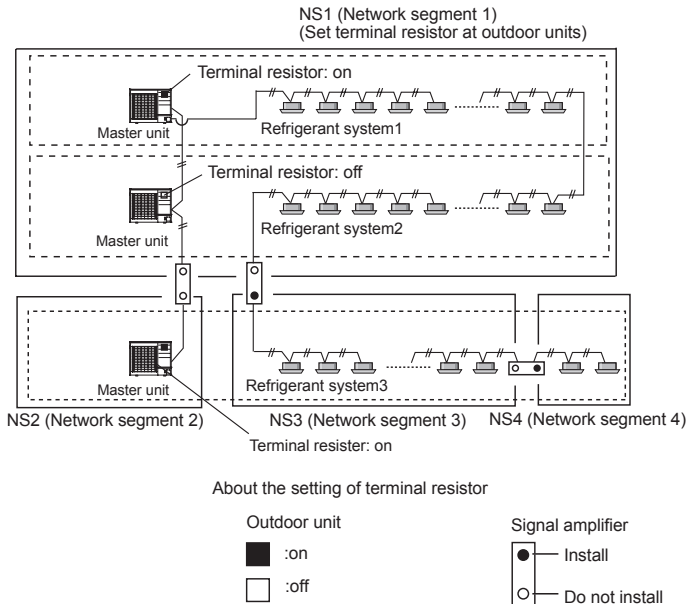 NS1 (Network segment 1)
(Set terminal resistor at outdoor units)
Terminal resistor: on
Master unit
Refrigerant system1
Terminal resistor: off
Master unit
Refrigerant system2
Master unit
Refrigerant system3
NS2 (Network segment 2)
NS3 (Network segment 3)
NS4 (Network segment 4)
Terminal resister: on
About the setting of terminal resistor
Outdoor unit
:on
:off
Signal amplifier
Install
Do not install